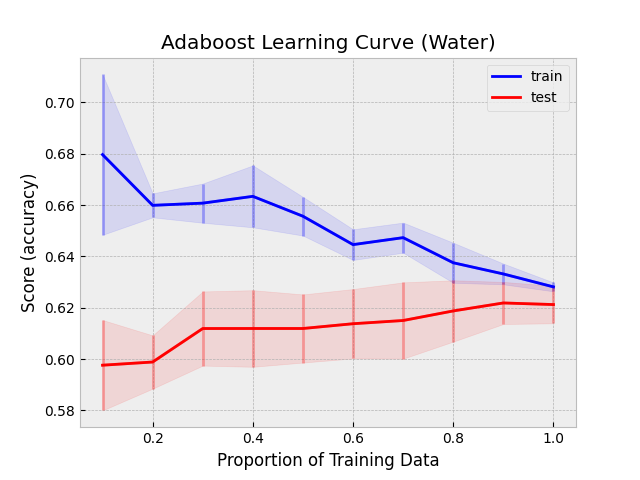 Adaboost Learning Curve (Water)
train
test
Score (accuracy)
0.70
0.68
0.66
0.64
0.62
0.60
0.58
0.2 0.4 0.6 0.8 1.0
Proportion of Training Data